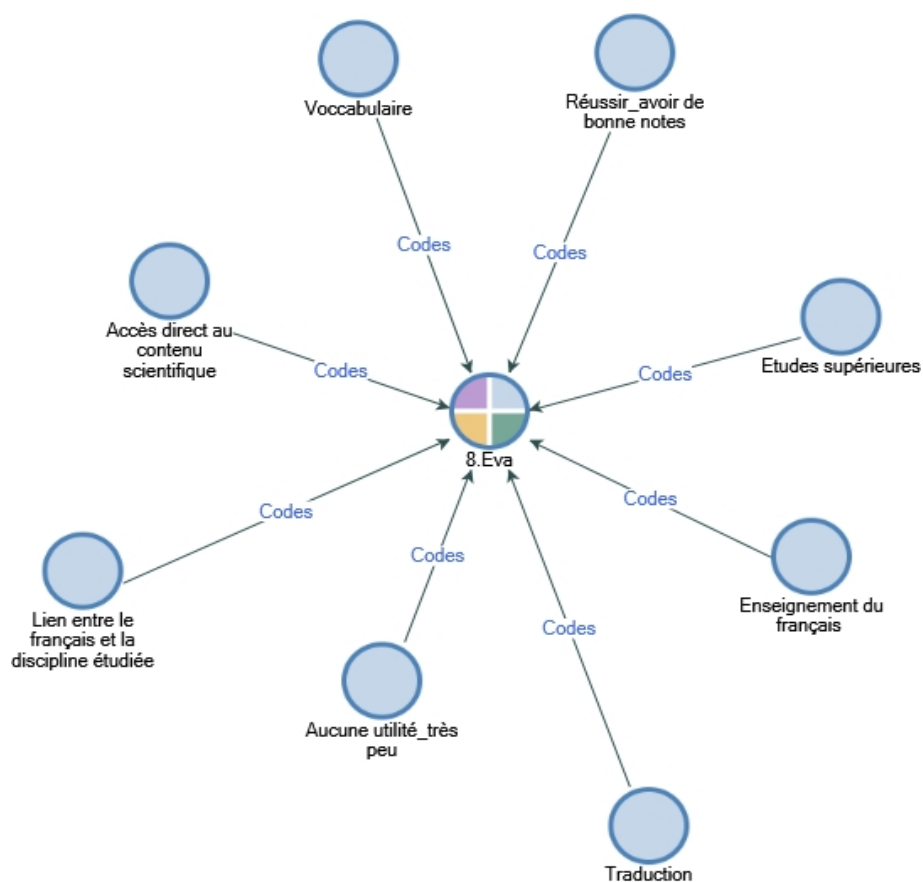 Voccabulaire
Réussir_avoir de
bonne notes
Codes
Codes
Accès direct au
contenu
scientifique
Codes
Etudes supérieures
Codes
8.Eva
Codes
Codes
Lien entre le
français et la
discipline étudiée
Codes
Enseignement du
français
Codes
Aucune utilité_très
peu
Traduction